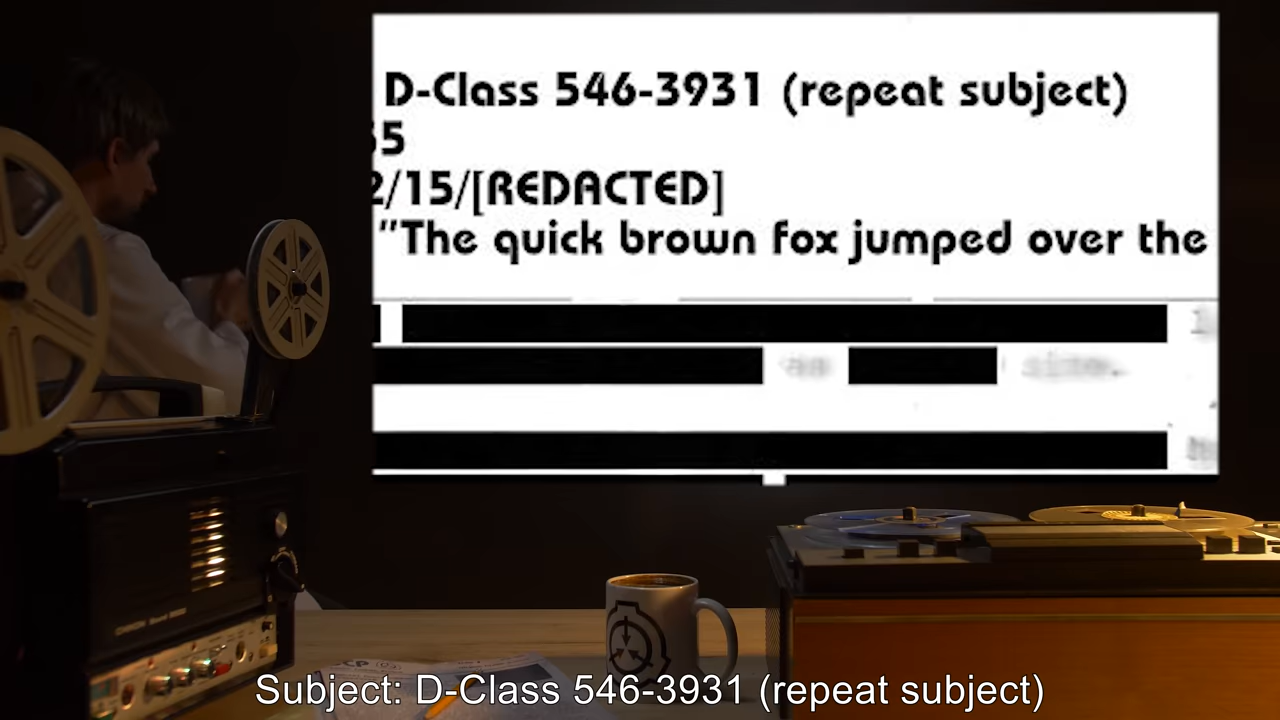 D-Class 546-3931 (repeat subject)
5
2/15/[REDACTED]
"The quick brown fox jumped over the
Subject: D-Class 546-3931 (repeat subject)